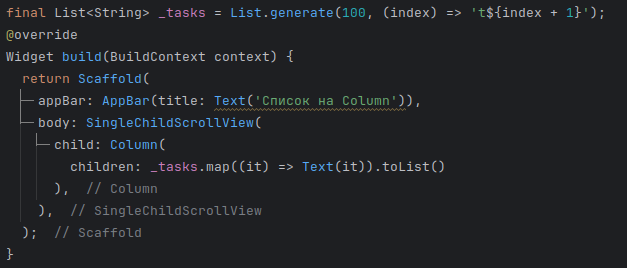 final List<String> _tasks = List.generate(100, (index) => 't${index + 1}');
@override
Widget build(BuildContext context) {
  return Scaffold(
    appBar: AppBar(title: Text('Список на Column')),
    body: SingleChildScrollView(
      child: Column(
        children: _tasks.map((it) => Text(it)).toList()
      ),  // Column
    ),  // SingleChildScrollView
  );  // Scaffold
}